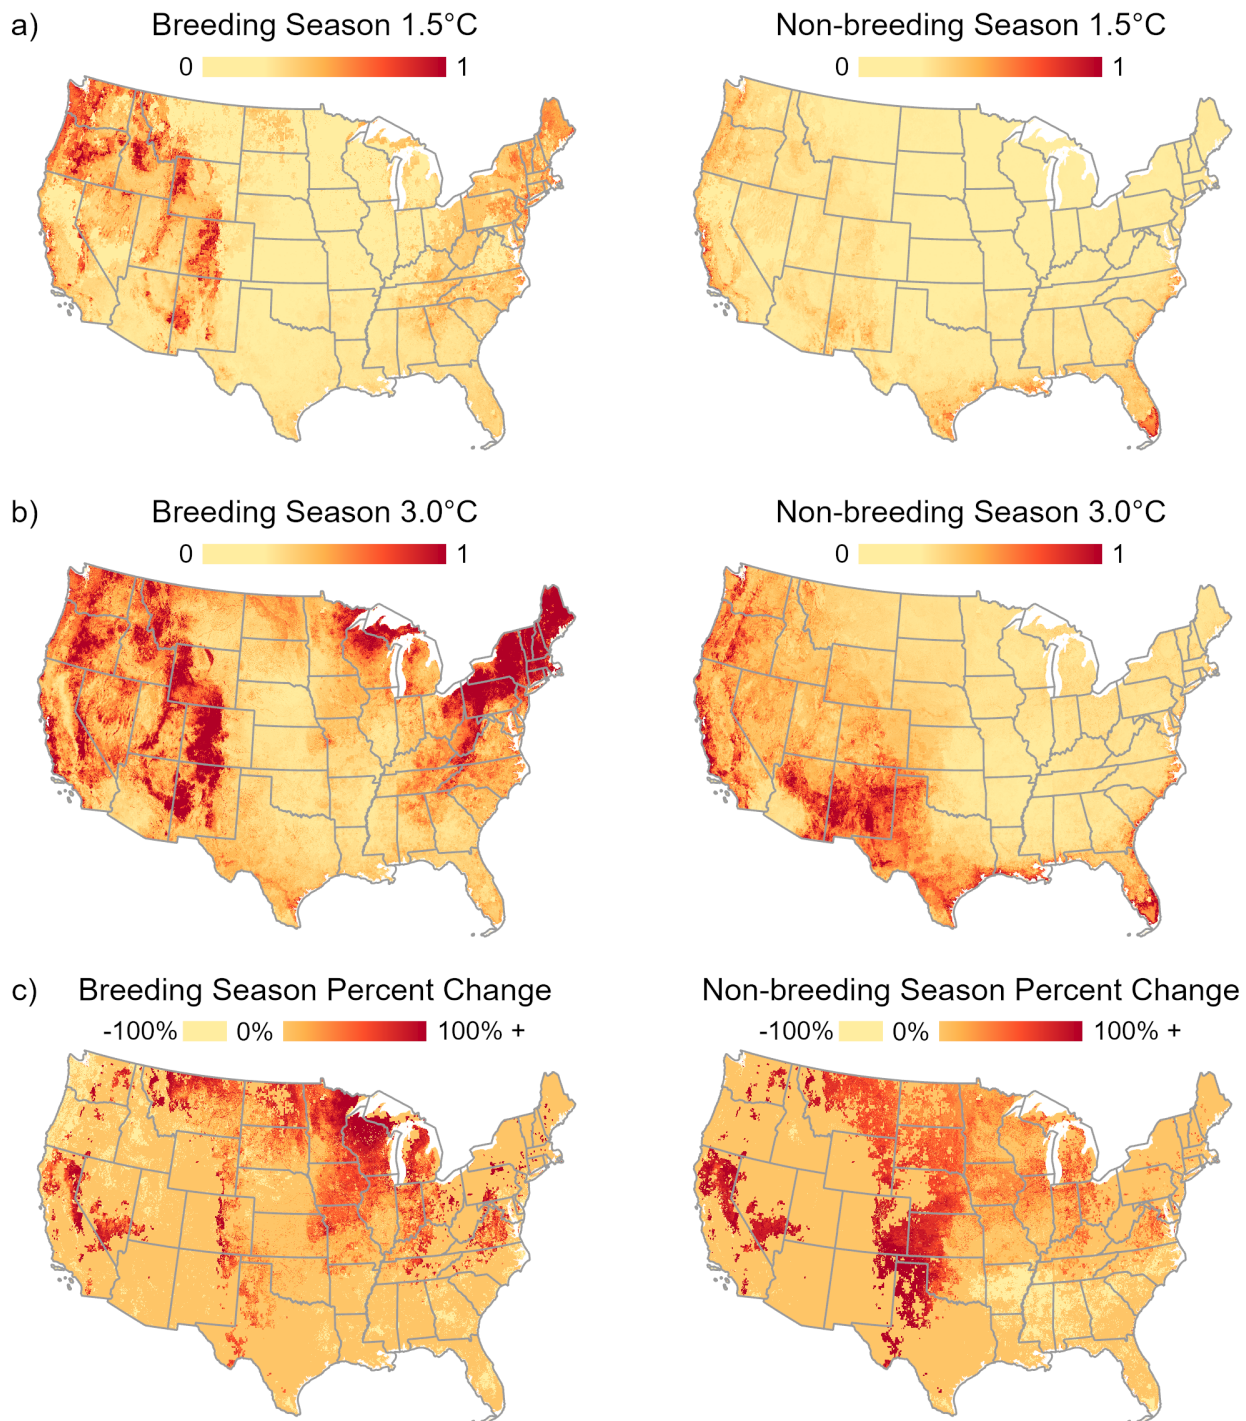 a) Breeding Season 1.5°C Non-breeding Season 1.5°C
0 1 0 1
b) Breeding Season 3.0°C Non-breeding Season 3.0°C
0 1 0 1
c) Breeding Season Percent Change Non-breeding Season Percent Change
-100% 0% 100% + -100% 0% 100% +